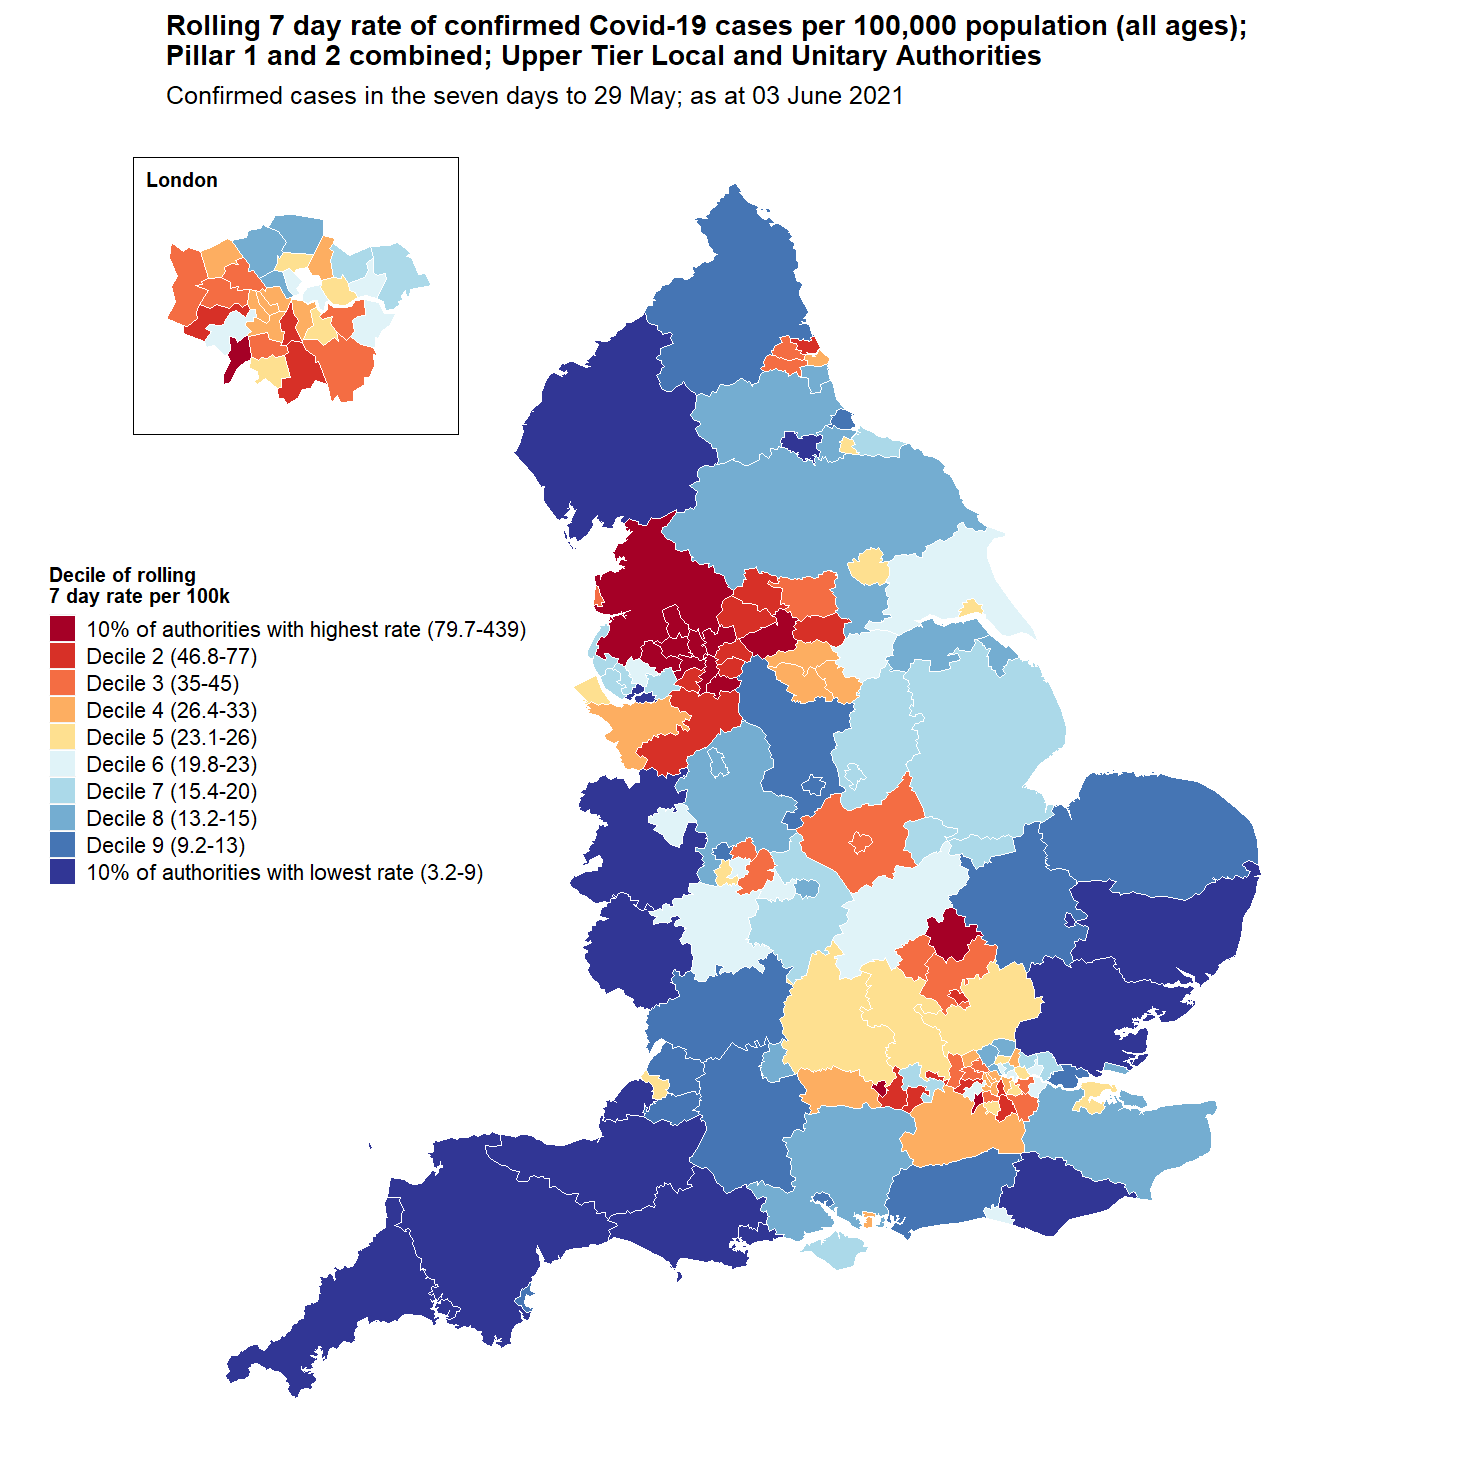 Rolling 7 day rate of confirmed Covid-19 cases per 100,000 population (all ages);
Pillar 1 and 2 combined; Upper Tier Local and Unitary Authorities
Confirmed cases in the seven days to 29 May; as at 03 June 2021
London
Decile of rolling
7 day rate per 100k
10% of authorities with highest rate (79.7-439)
Decile 2 (46.8-77)
Decile 3 (35-45)
Decile 4 (26.4-33)
Decile 5 (23.1-26)
Decile 6 (19.8-23)
Decile 7 (15.4-20)
Decile 8 (13.2-15)
Decile 9 (9.2-13)
10% of authorities with lowest rate (3.2-9)